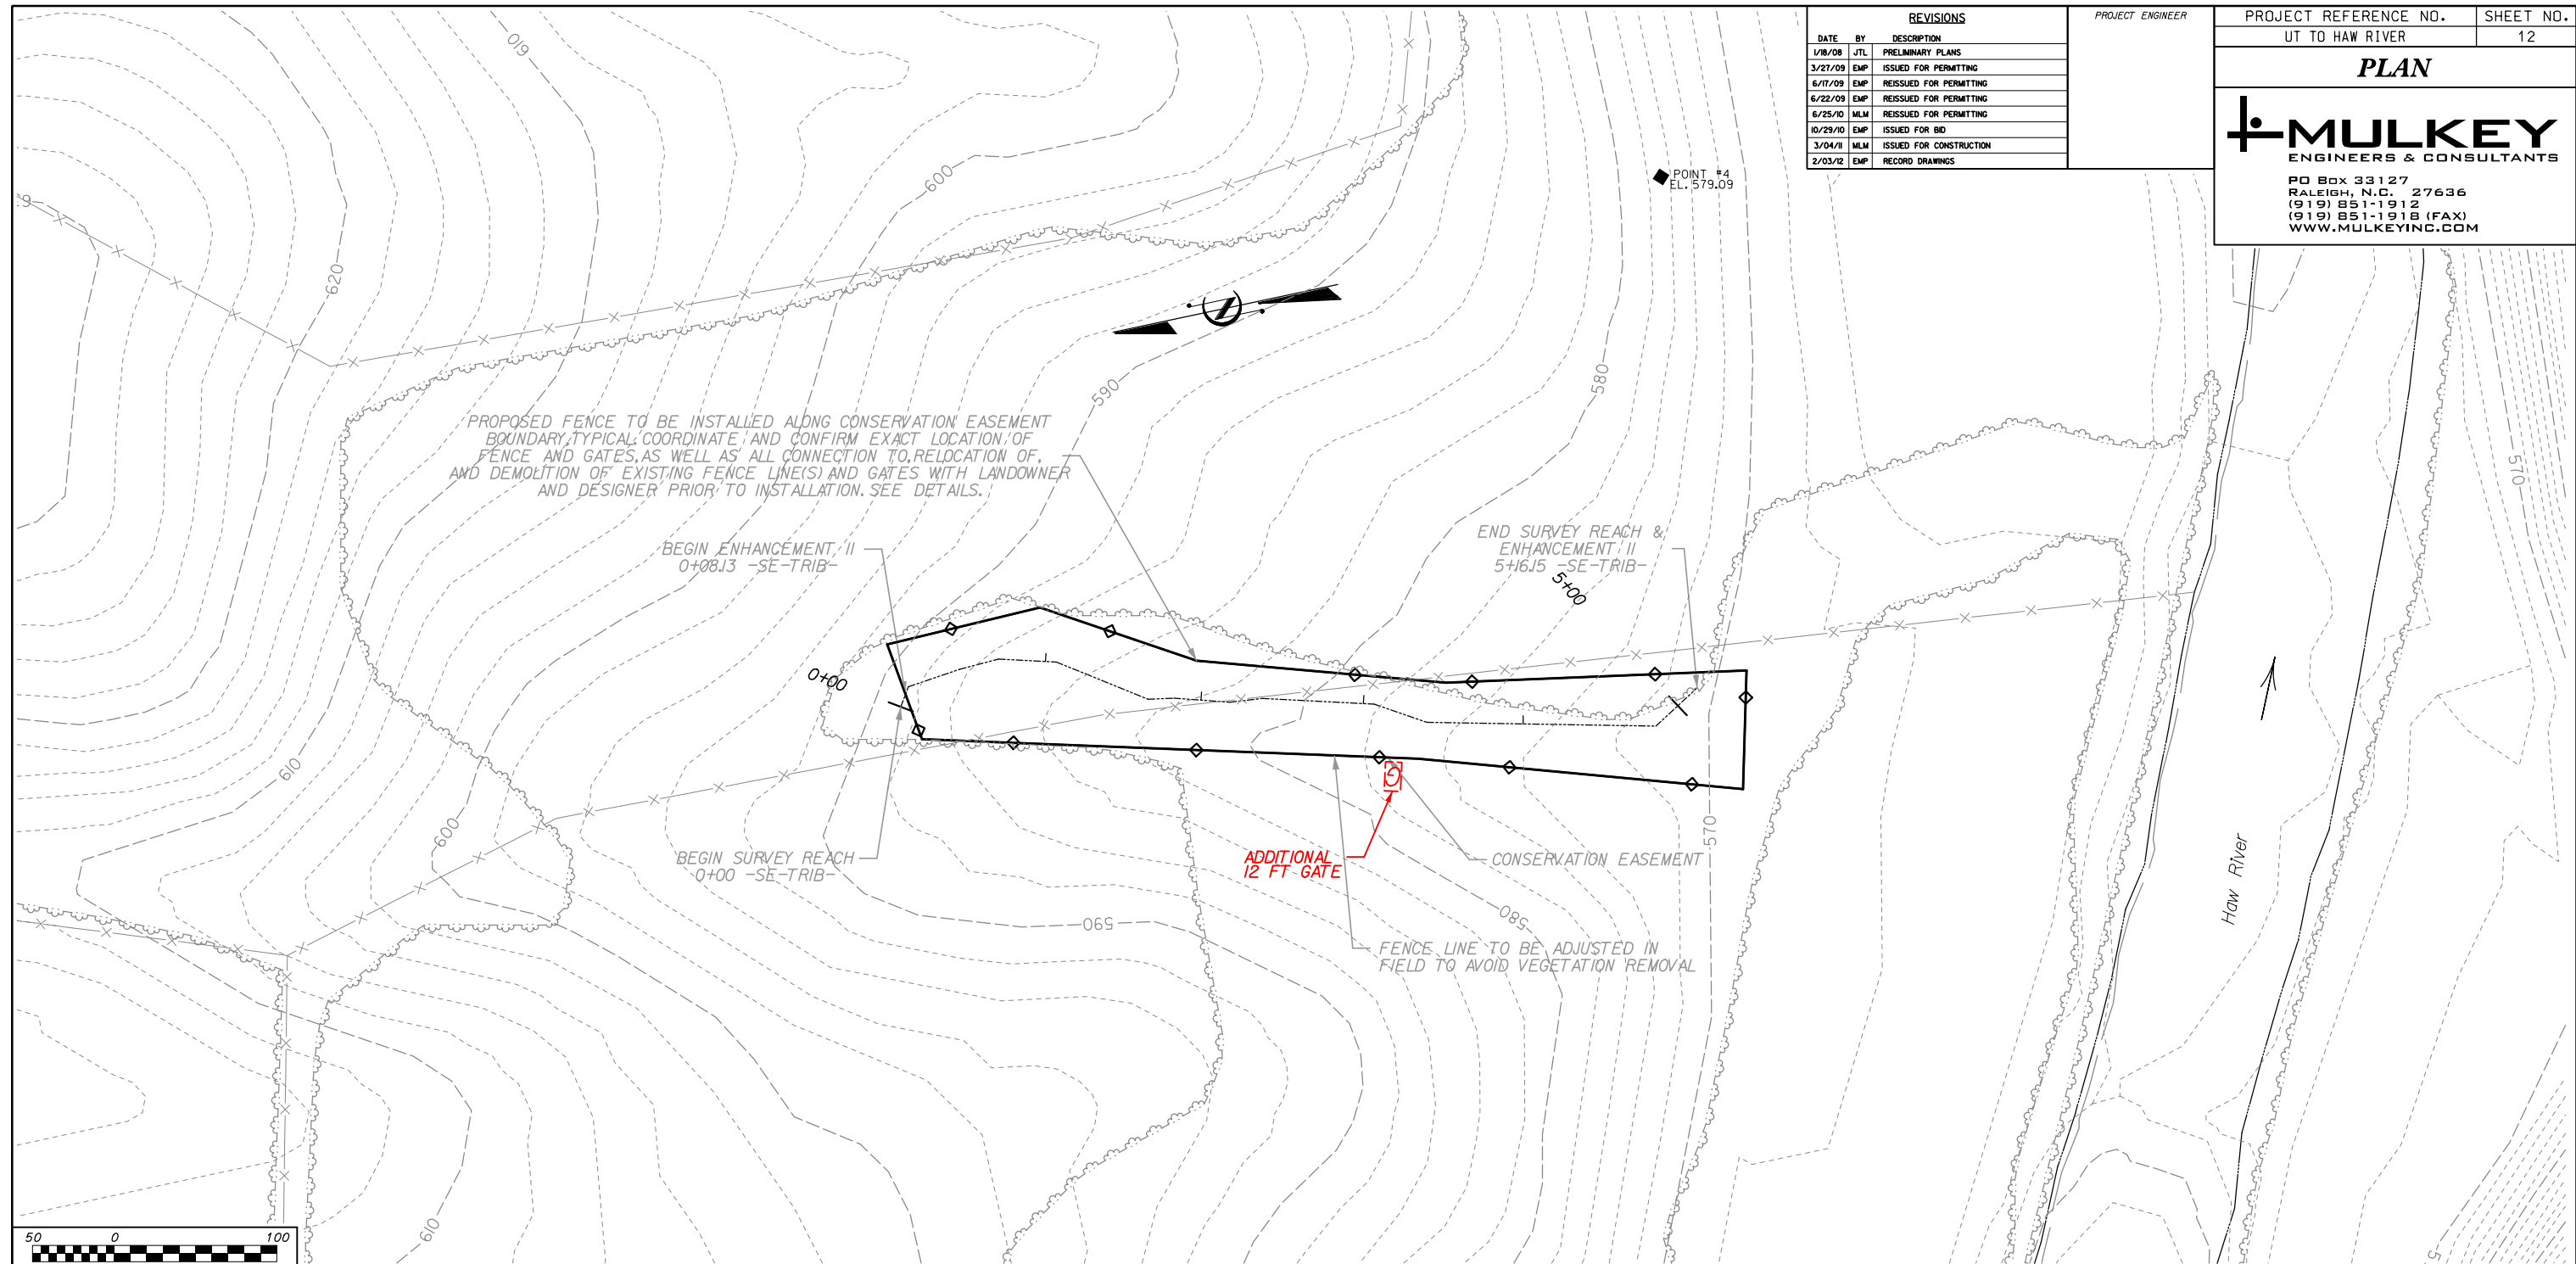 REVISIONS
DATE BY DESCRIPTION
1/18/08 JTL PRELIMINARY PLANS
3/27/09 EMP ISSUED FOR PERMITTING
6/17/09 EMP REISSUED FOR PERMITTING
6/22/09 EMP REISSUED FOR PERMITTING
6/25/10 MLM REISSUED FOR PERMITTING
10/29/10 EMP ISSUED FOR BID
3/04/11 MLM ISSUED FOR CONSTRUCTION
2/03/12 EMP RECORD DRAWINGS
PROJECT ENGINEER
PROJECT REFERENCE NO. SHEET NO.
UT TO HAW RIVER 12
PLAN
MULKEY
ENGINEERS & CONSULTANTS
PO Box 33127
RALEIGH, N.C. 27636
(919) 851-1912
(919) 851-1918 (FAX)
WWW.MULKEYINC.COM
610
600
620
POINT #4
EL. 579.09
590
580
570
PROPOSED FENCE TO BE INSTALLED ALONG CONSERVATION EASEMENT
BOUNDARY, TYPICAL. COORDINATE AND CONFIRM EXACT LOCATION OF
FENCE AND GATES, AS WELL AS ALL CONNECTION TO, RELOCATION OF,
AND DEMOLITION OF EXISTING FENCE LINE(S) AND GATES WITH LANDOWNER
AND DESIGNER PRIOR TO INSTALLATION. SEE DETAILS.
BEGIN ENHANCEMENT II
0+08.13 -SE-TRIB-
END SURVEY REACH &
ENHANCEMENT II
5+16.15 -SE-TRIB-
5+00
0+00
610
600
G
570
BEGIN SURVEY REACH
0+00 -SE-TRIB-
ADDITIONAL
12 FT GATE
CONSERVATION EASEMENT
Haw River
590
580
FENCE LINE TO BE ADJUSTED IN
FIELD TO AVOID VEGETATION REMOVAL
610
50 0 100